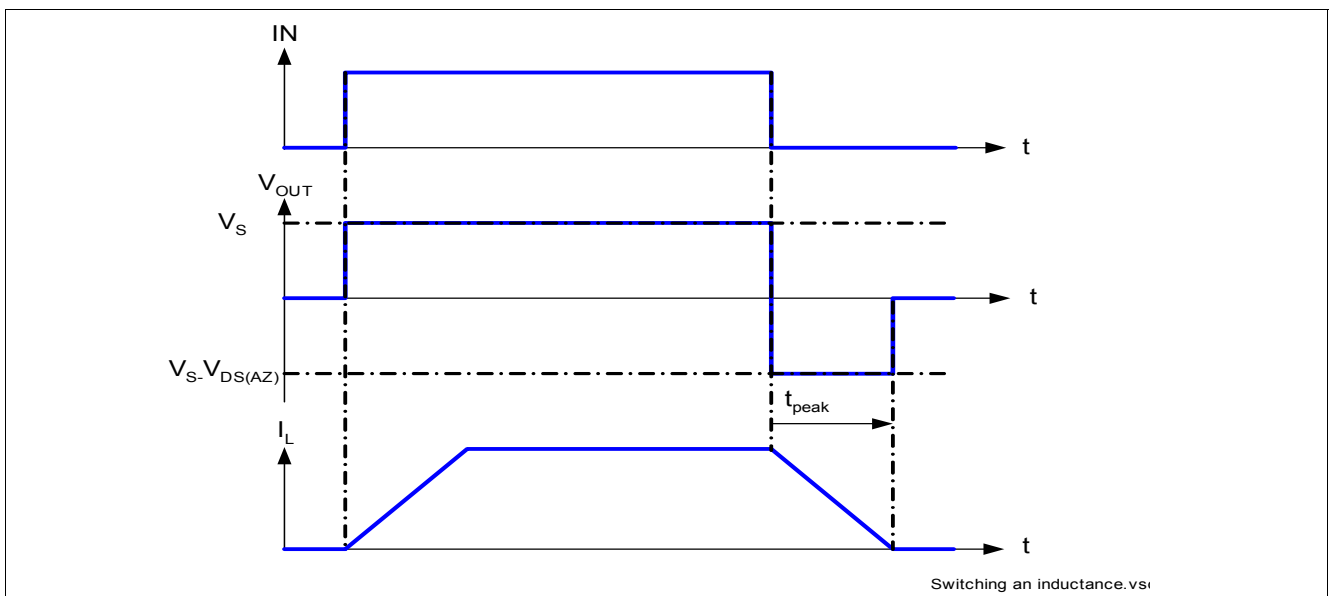 IN
t
V_OUT
V_S
t
V_S-V_DS(AZ)
t_peak
I_L
t
Switching an inductance.vs